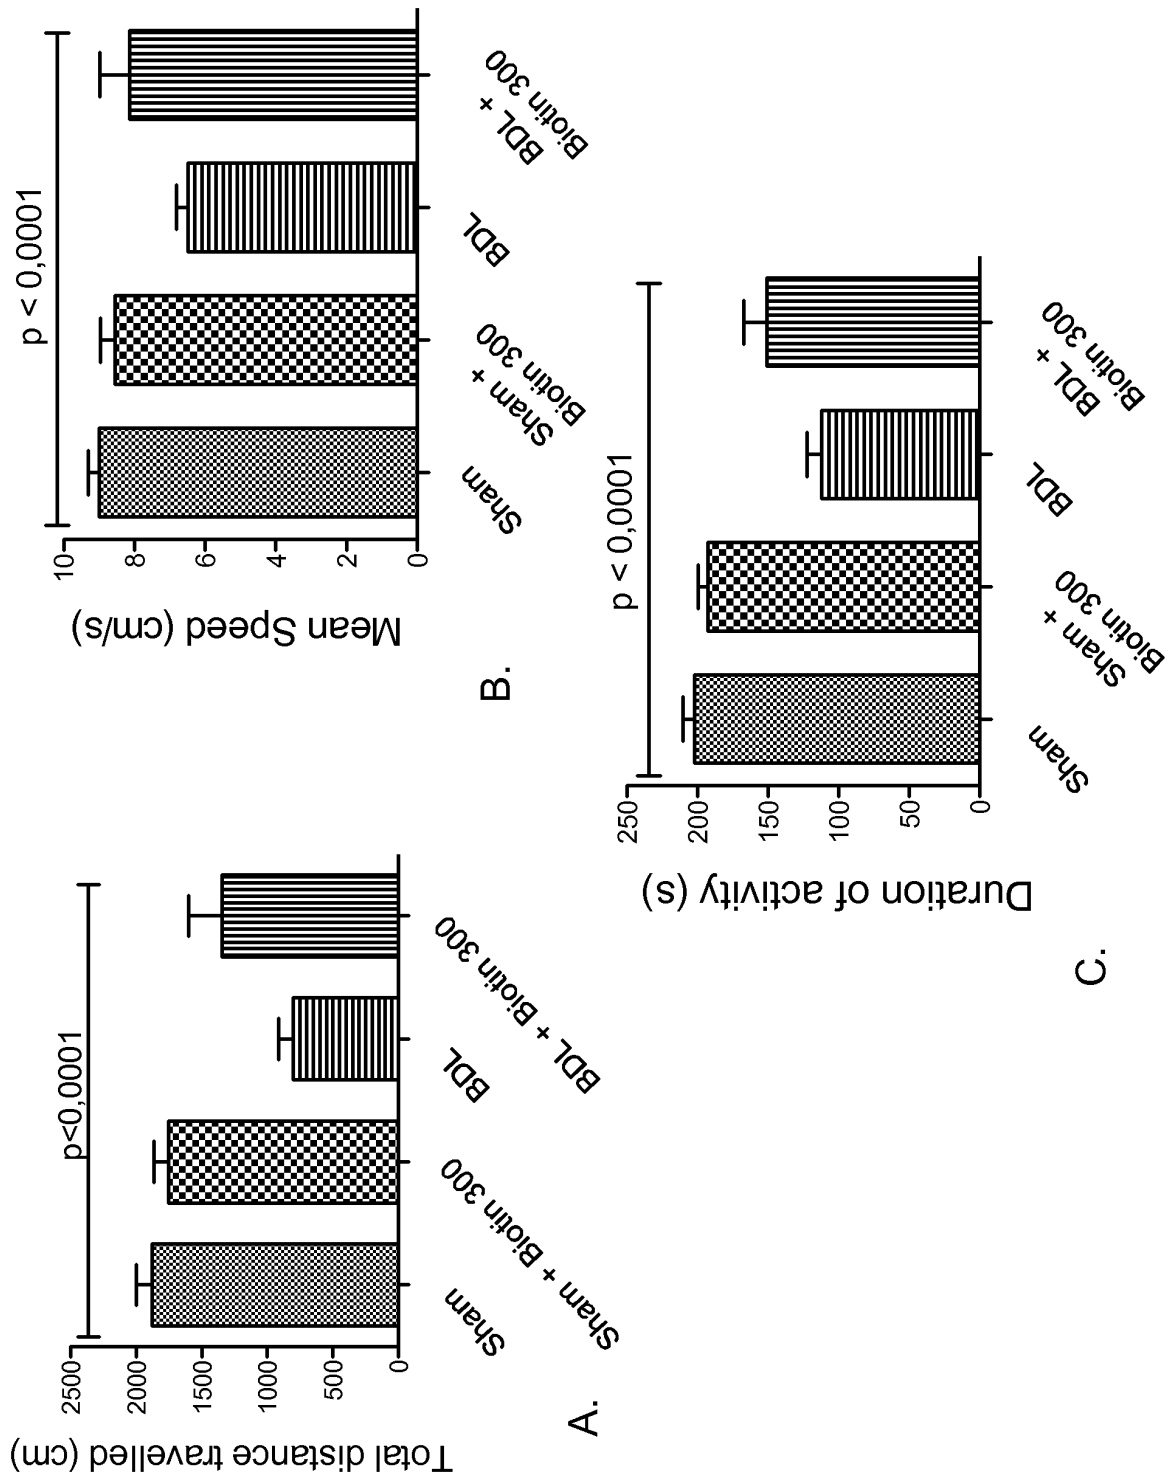 A.
Total distance travelled (cm)
2500
2000
1500
1000
500
0
p<0,0001
Sham
Sham + Biotin 300
BDL
BDL + Biotin 300
B.
Mean Speed (cm/s)
10
8
6
4
2
0
p < 0,0001
Sham
Sham +
Biotin 300
BDL
BDL +
Biotin 300
C.
Duration of activity (s)
250
200
150
100
50
0
p < 0,0001
Sham
Sham +
Biotin 300
BDL
BDL +
Biotin 300